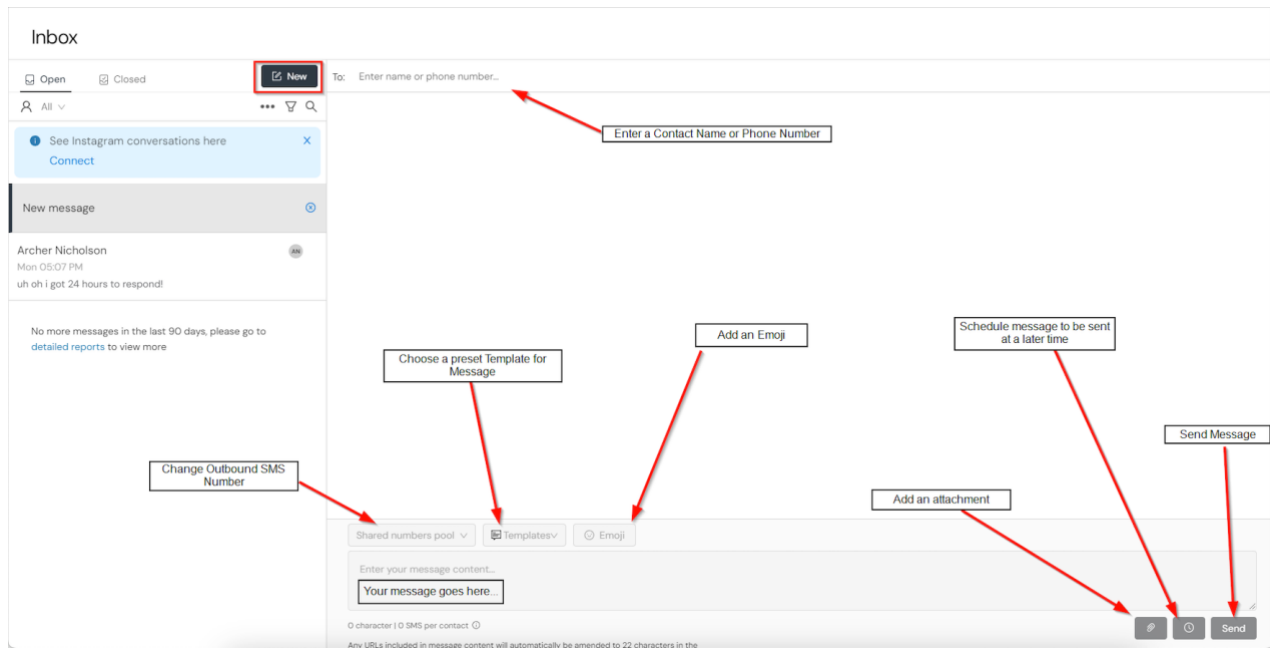 Inbox
Open
Closed
New
To: Enter name or phone number...
All
Enter a Contact Name or Phone Number
See Instagram conversations here
Connect
New message
Archer Nicholson
AN
Mon 05:07 PM
uh oh i got 24 hours to respond!
No more messages in the last 90 days, please go to
detailed reports to view more
Add an Emoji
Schedule message to be sent
at a later time
Choose a preset Template for
Message
Send Message
Change Outbound SMS
Number
Add an attachment
Shared numbers pool
Templates
Emoji
Enter your message content...
Your message goes here...
0 character | 0 SMS per contact
Send
Any URLs included in message content will automatically be amended to 22 characters in the